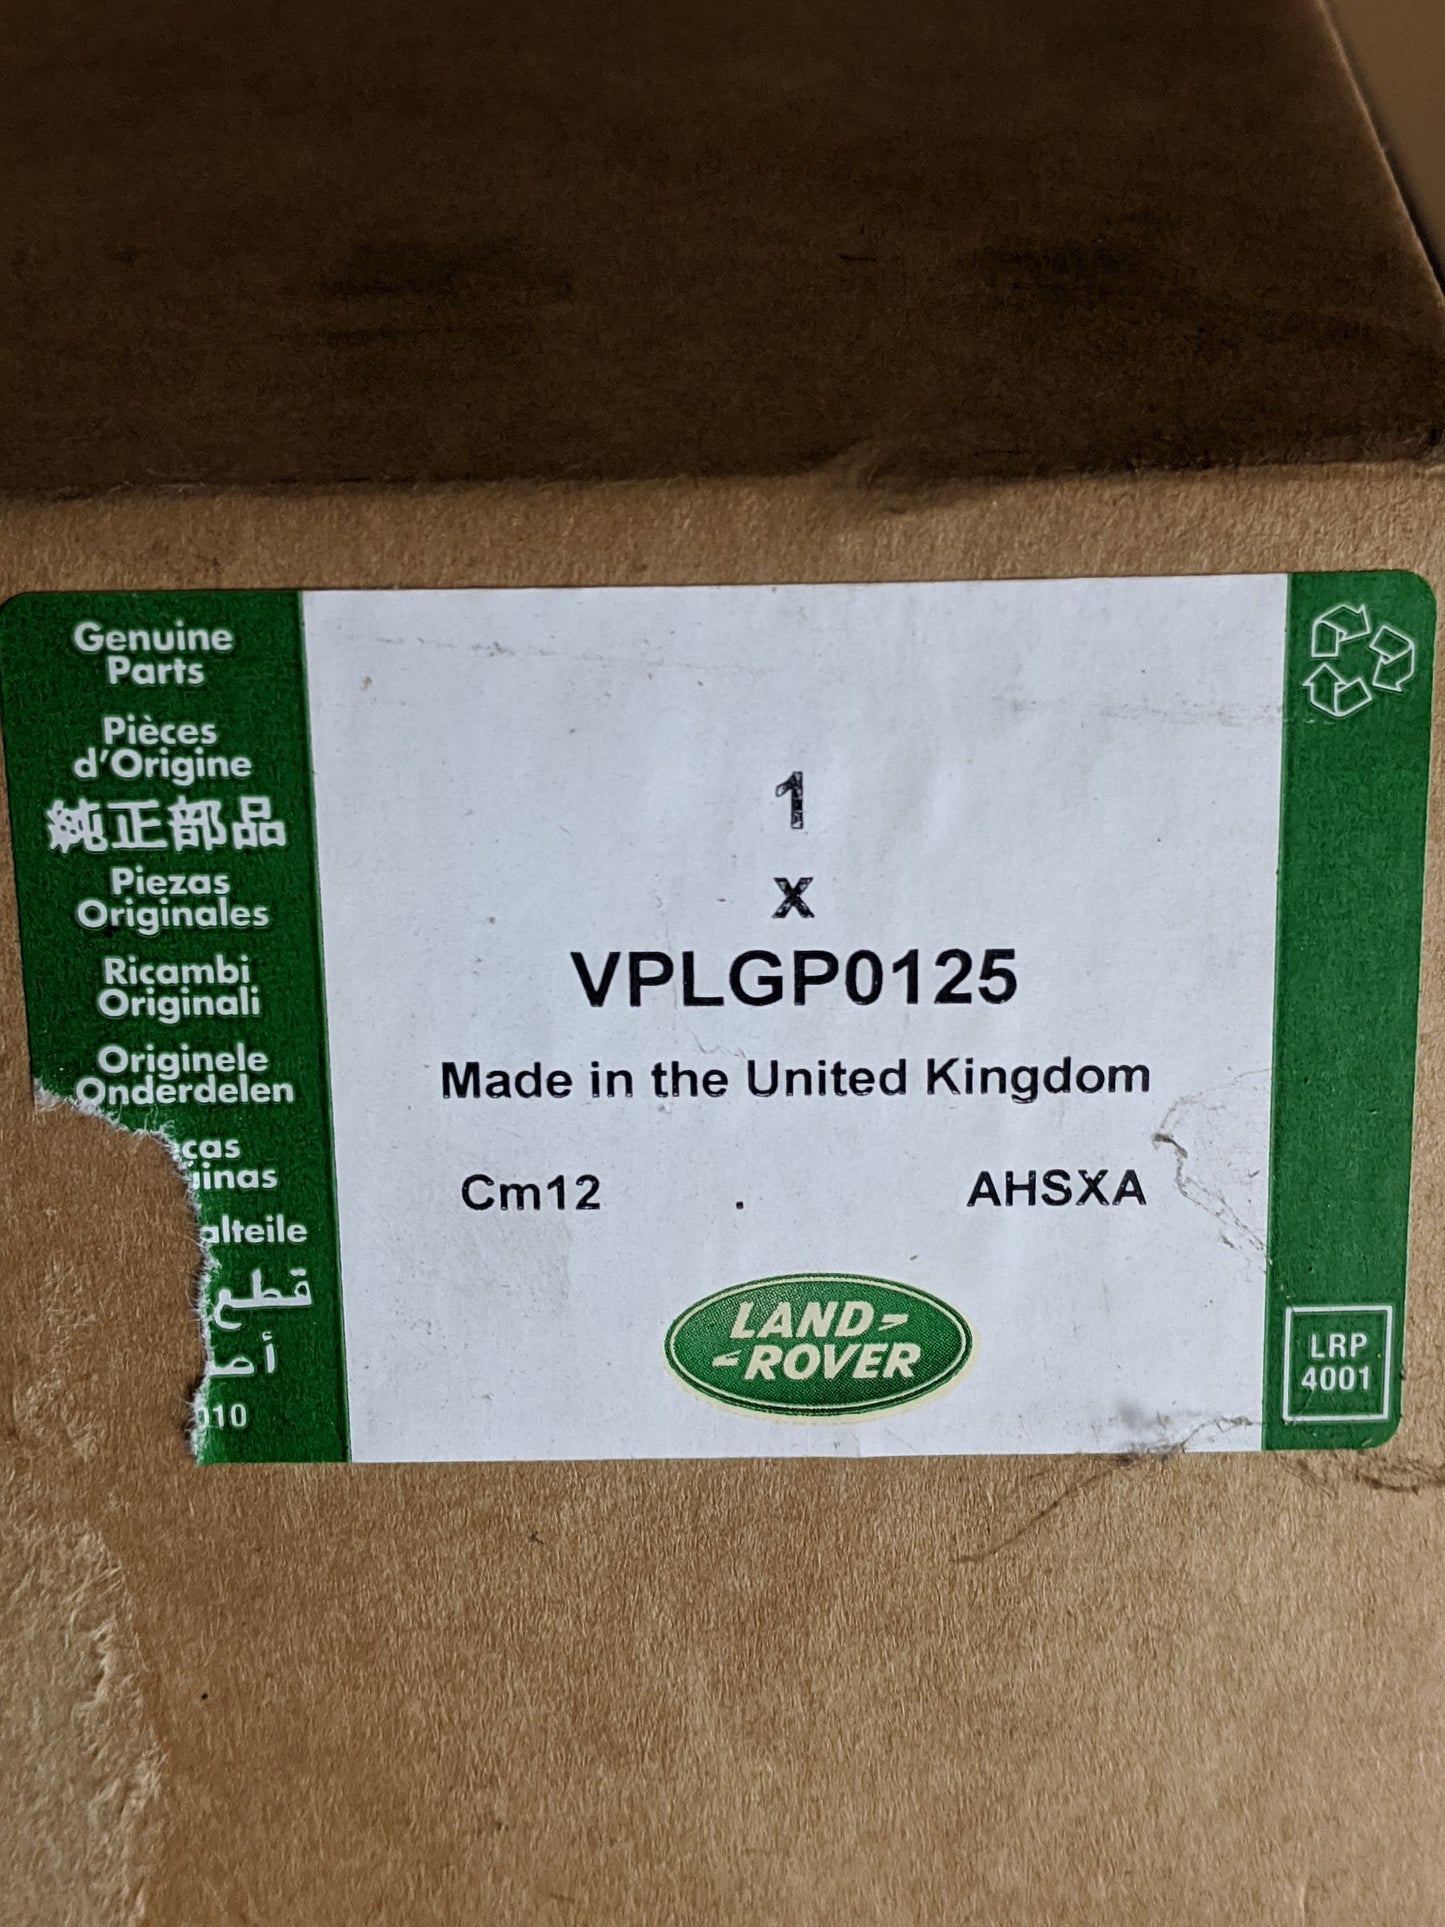 Genuine
Parts
Pièces
d'Origine
純正部品
Piezas
Originales
Ricambi
Originali
Originele
Onderdelen
قطع
1
x
VPLGP0125
Made in the United Kingdom
Cm12 . AHSXA
LAND-
-ROVER
LRP
4001